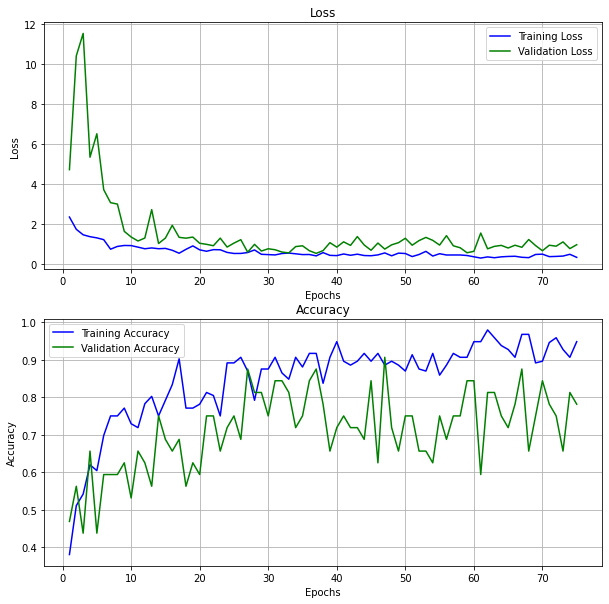 Loss
12
10
8
6
4
2
0
Loss
Training Loss
Validation Loss
0 10 20 30 40 50 60 70
Epochs
Accuracy
1.0
0.9
0.8
0.7
0.6
0.5
0.4
Accuracy
Training Accuracy
Validation Accuracy
0 10 20 30 40 50 60 70
Epochs